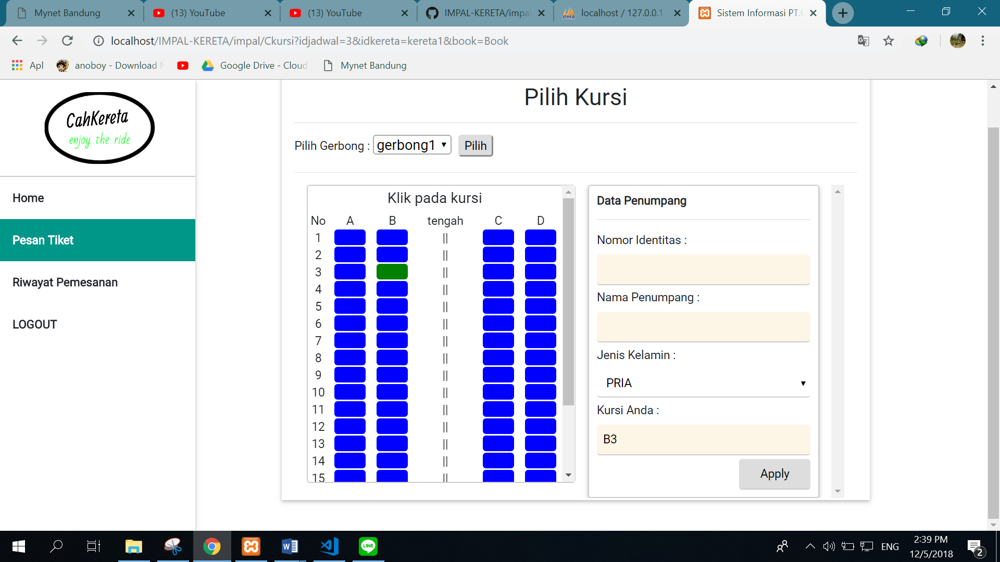 Mynet Bandung
(13) YouTube
(13) YouTube
IMPAL-KERETA/impal
localhost / 127.0.0.1
Sistem Informasi PT.
localhost/IMPAL-KERETA/impal/Ckursi?idjadwal=3&idkereta=kereta1&book=Book
Apl
anoboy - Download
Google Drive - Cloud
Mynet Bandung
CahKereta
enjoy the ride
Home
Pesan Tiket
Riwayat Pemesanan
LOGOUT
Pilih Kursi
Pilih Gerbong : gerbong1 Pilih
Klik pada kursi
No A B tengah C D
1 ||
2 ||
3 ||
4 ||
5 ||
6 ||
7 ||
8 ||
9 ||
10 ||
11 ||
12 ||
13 ||
14 ||
15 ||
Data Penumpang
Nomor Identitas :
Nama Penumpang :
Jenis Kelamin :
PRIA
Kursi Anda :
B3
Apply
LINE
ENG
2:39 PM
12/5/2018
2